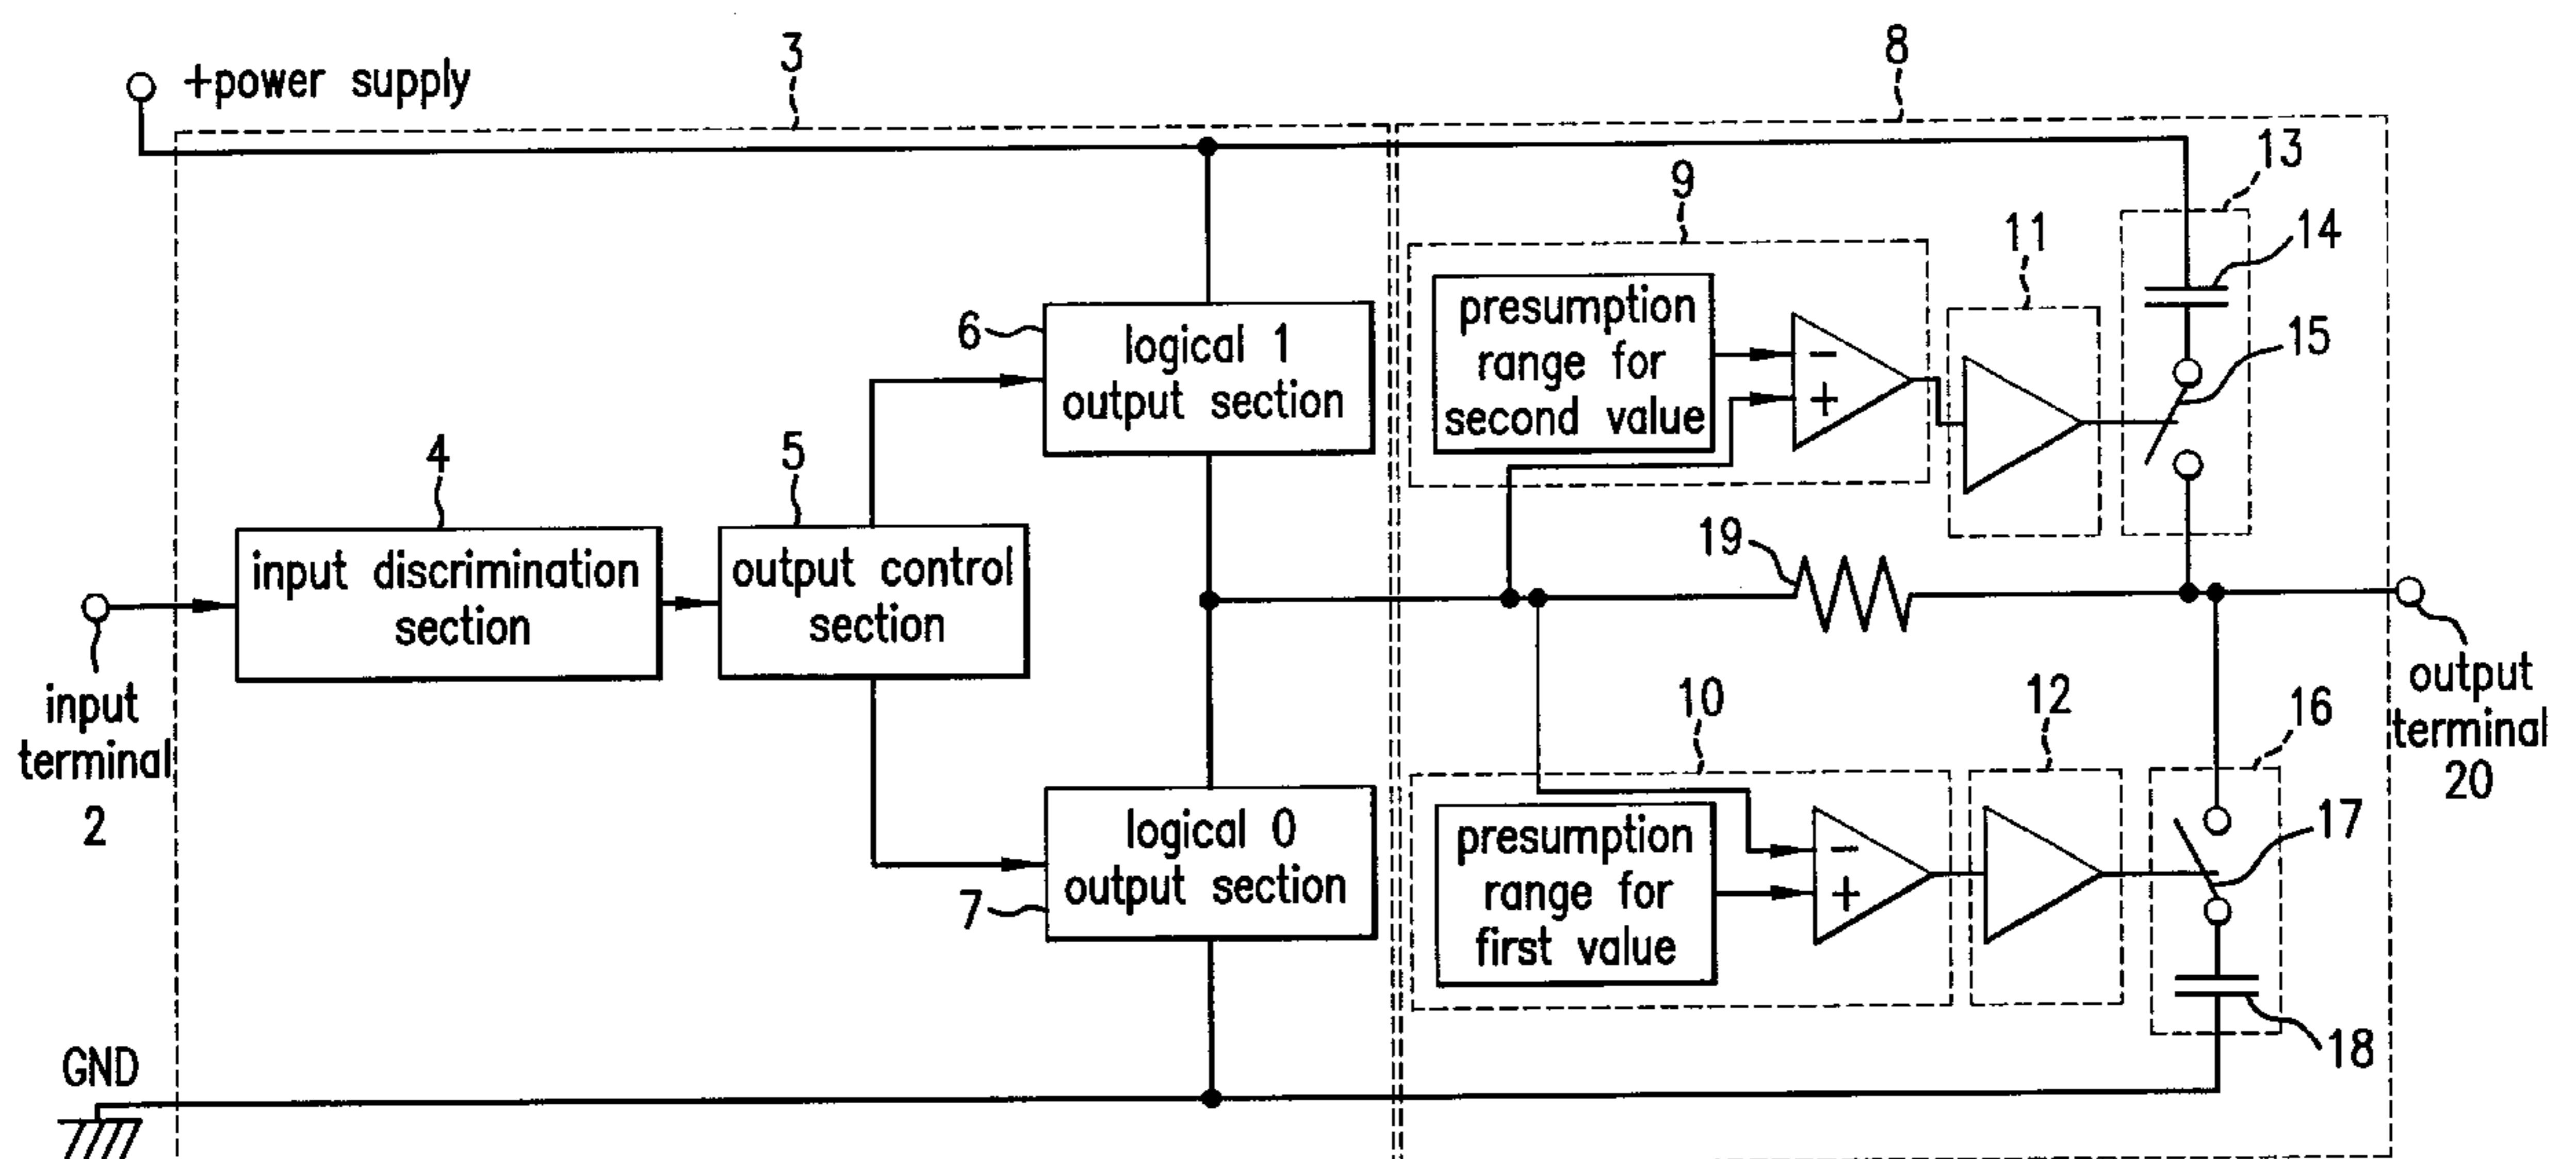 3
8
+power supply
13
9
14
11
presumption
range for
second value
−
+
15
6
logical 1
output section
4
5
19
input discrimination
section
output control
section
input
terminal
2
output
terminal
20
10
12
16
logical 0
output section
7
presumption
range for
first value
−
+
17
18
GND